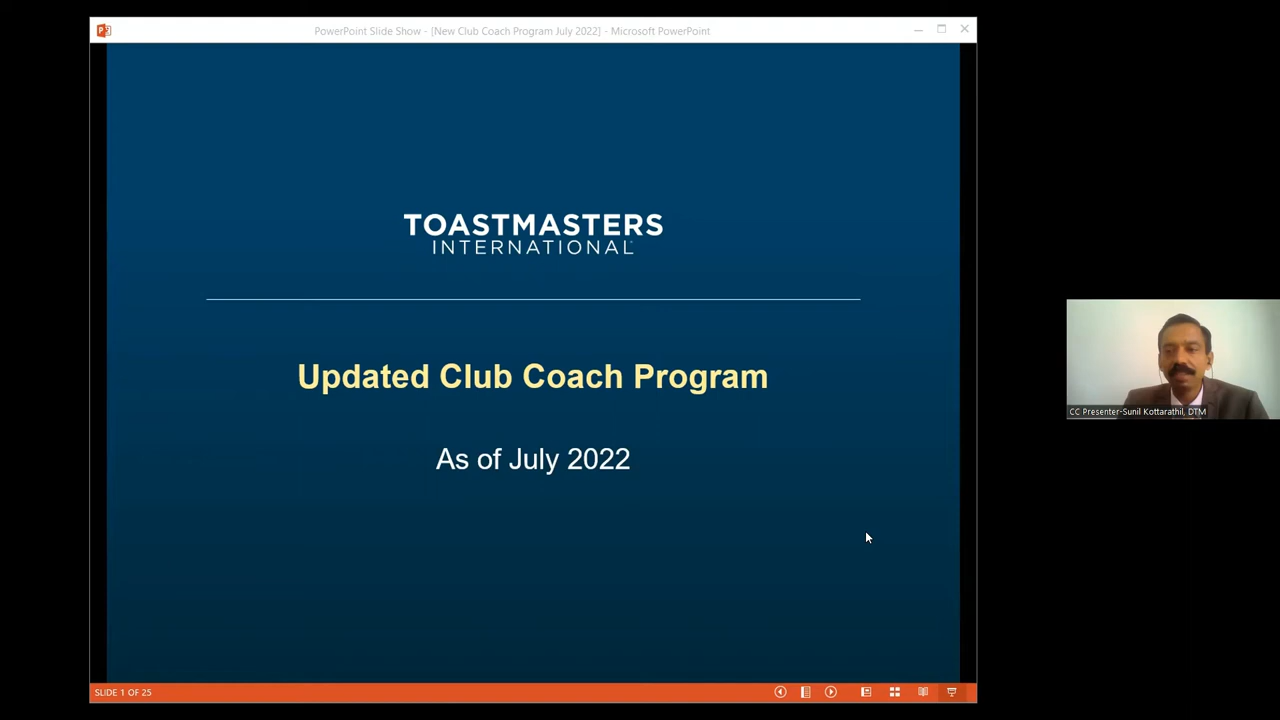 PowerPoint Slide Show - [New Club Coach Program July 2022] - Microsoft PowerPoint
TOASTMASTERS
INTERNATIONAL
Updated Club Coach Program
As of July 2022
CC Presenter-Sunil Kottarathil, DTM
SLIDE 1 OF 25